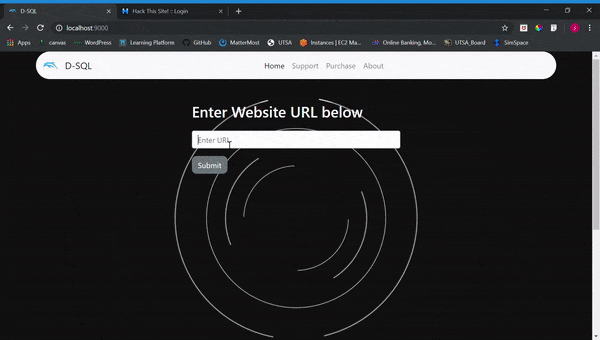 D-SQL
Hack This Site! :: Login
localhost:9000
Apps canvas WordPress Learning Platform GitHub MatterMost UTSA Instances | EC2 Ma... Online Banking, Mo... UTSA_Board SimSpace
D-SQL Home Support Purchase About
Enter Website URL below
Enter URL
Submit